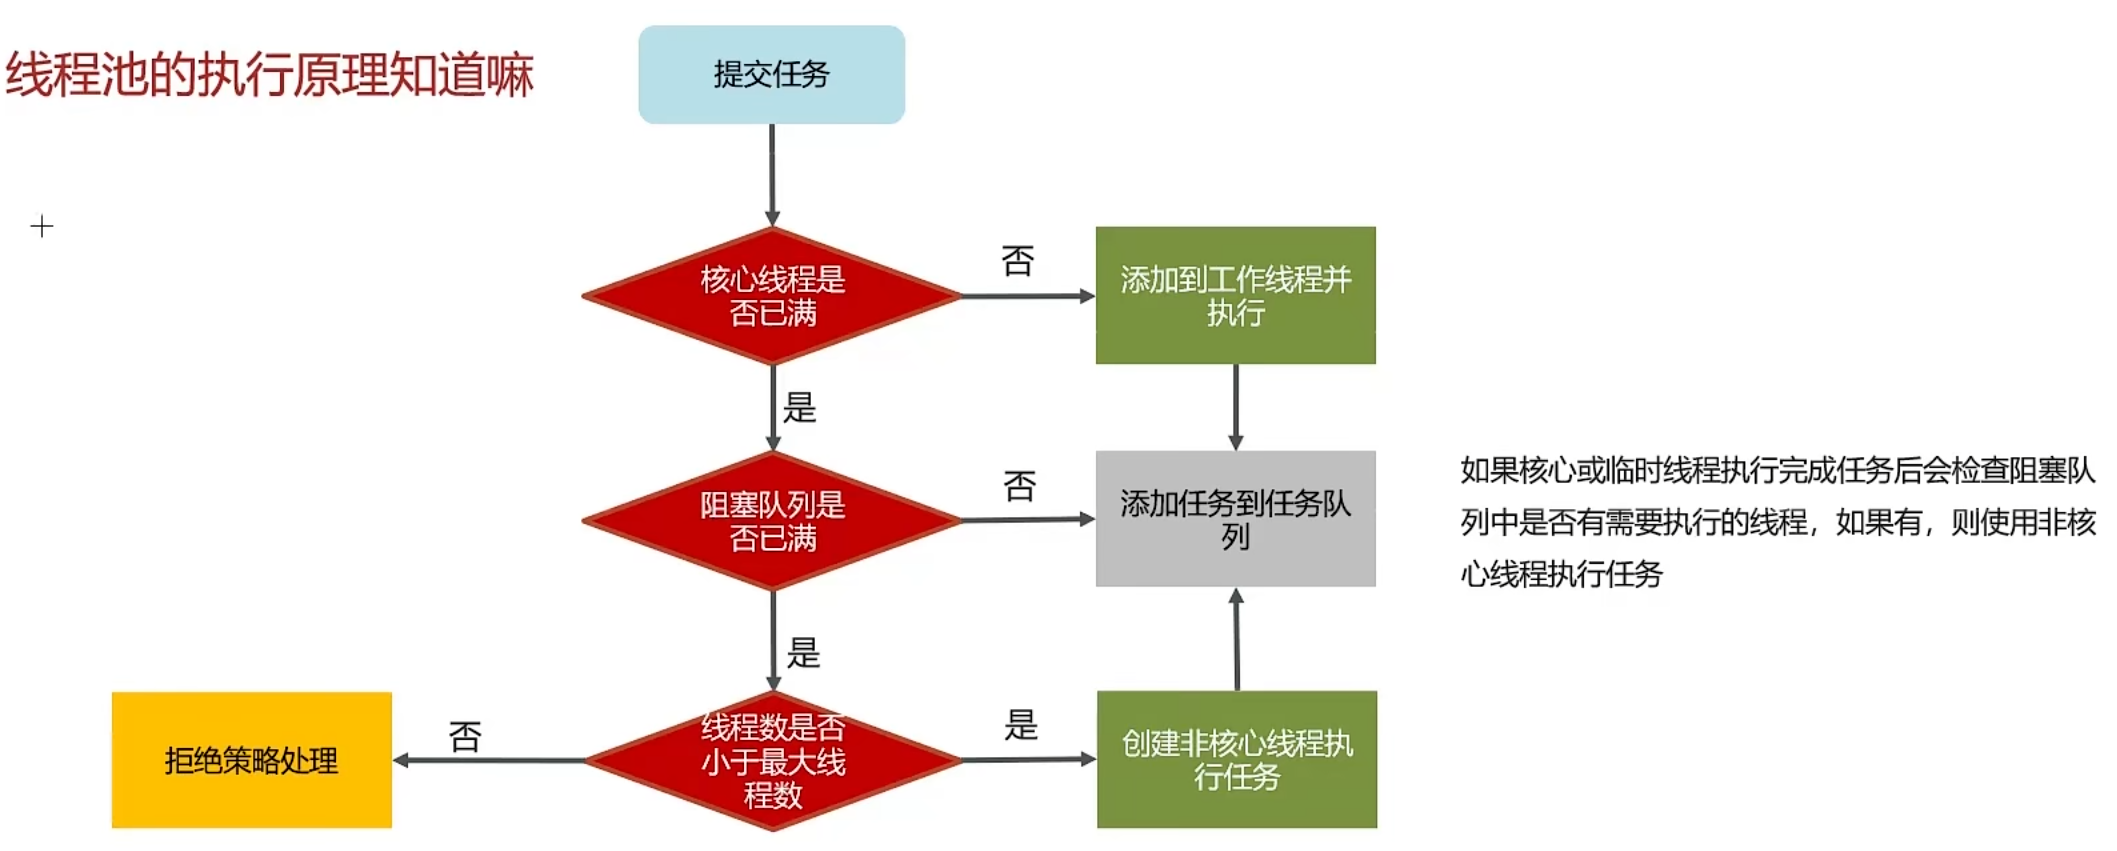 线程池的执行原理知道嘛
提交任务
核心线程是
否已满
否
添加到工作线程并
执行
是
阻塞队列是
否已满
否
添加任务到任务队
列
如果核心或临时线程执行完成任务后会检查阻塞队
列中是否有需要执行的线程，如果有，则使用非核
心线程执行任务
是
线程数是否
小于最大线
程数
否
拒绝策略处理
是
创建非核心线程执
行任务